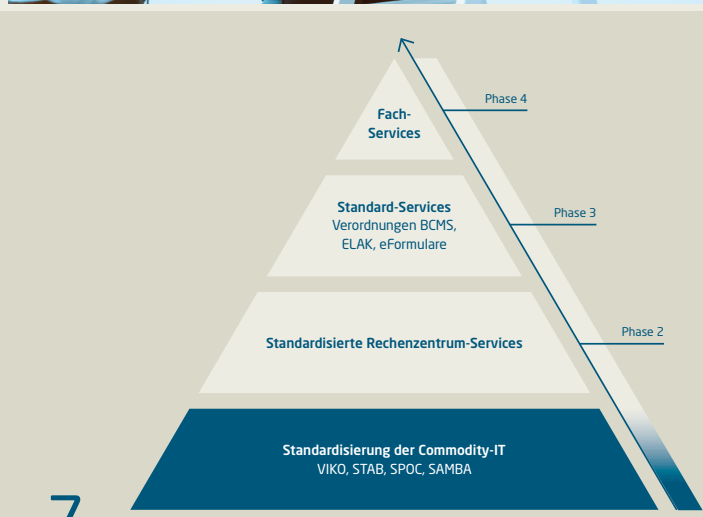 Phase 4
Fach-
Services
Phase 3
Standard-Services
Verordnungen BCMS,
ELAK, eFormulare
Phase 2
Standardisierte Rechenzentrum-Services
Standardisierung der Commodity-IT
VIKO, STAB, SPOC, SAMBA
7